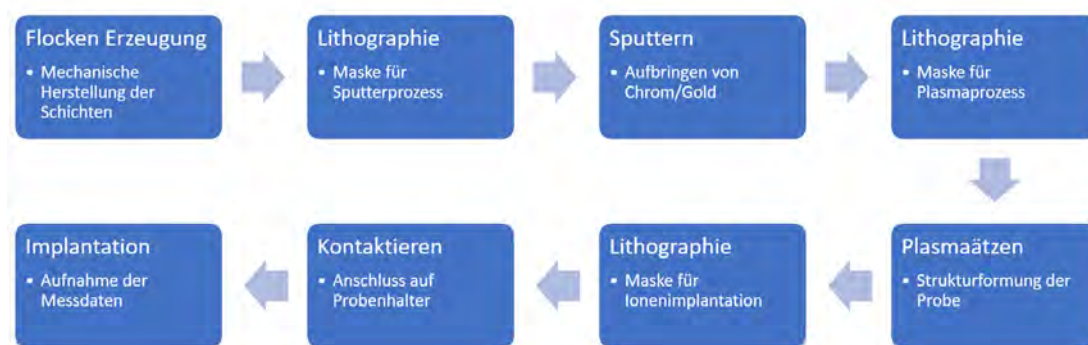 Flocken Erzeugung
▪ Mechanische
Herstellung der
Schichten
Lithographie
▪ Maske für
Sputterprozess
Sputtern
▪ Aufbringen von
Chrom/Gold
Lithographie
▪ Maske für
Plasmaprozess
Plasmaätzen
▪ Strukturformung der
Probe
Lithographie
▪ Maske für
Ionenimplantation
Kontaktieren
▪ Anschluss auf
Probenhalter
Implantation
▪ Aufnahme der
Messdaten